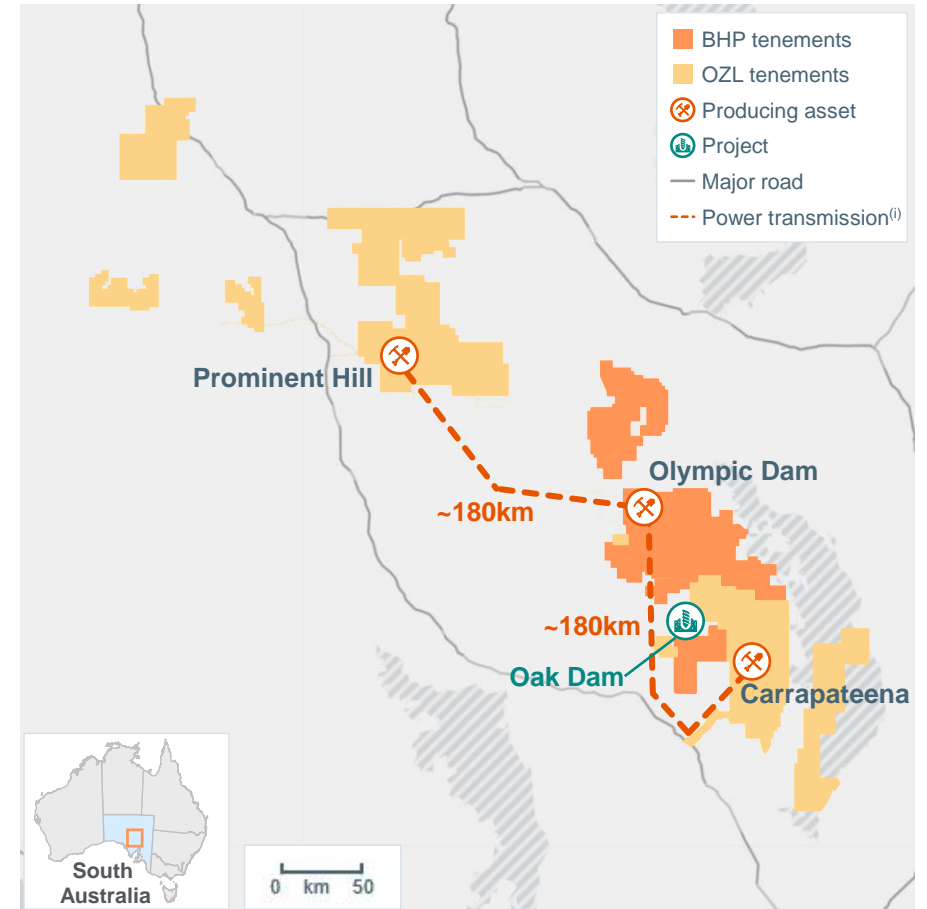 BHP tenements
OZL tenements
Producing asset
Project
Major road
Power transmission(i)
Prominent Hill
Olympic Dam
~180km
~180km
Oak Dam
Carrapateena
South
Australia
0 km 50